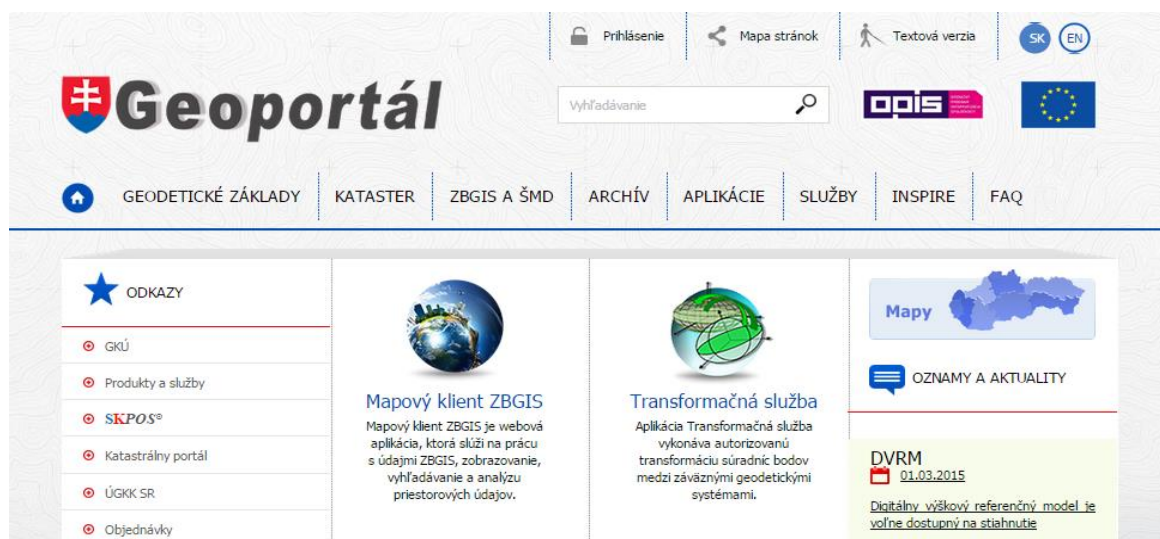 Prihlásenie
Mapa stránok
Textová verzia
SK
EN
Geoportál
Vyhľadávanie
opis
GEODETICKÉ ZÁKLADY
KATASTER
ZBGIS A ŠMD
ARCHÍV
APLIKÁCIE
SLUŽBY
INSPIRE
FAQ
ODKAZY
GKÚ
Produkty a služby
SKPOS®
Katastrálny portál
ÚGKK SR
Objednávky
Mapový klient ZBGIS
Mapový klient ZBGIS je webová
aplikácia, ktorá slúži na prácu
s údajmi ZBGIS, zobrazovanie,
vyhľadávanie a analýzu
priestorových údajov.
Transformačná služba
Aplikácia Transformačná služba
vykonáva autorizovanú
transformáciu súradníc bodov
medzi záväznými geodetickými
systémami.
Mapy
OZNAMY A AKTUALITY
DVRM
01.03.2015
Digitálny výškový referenčný model je
voľne dostupný na stiahnutie